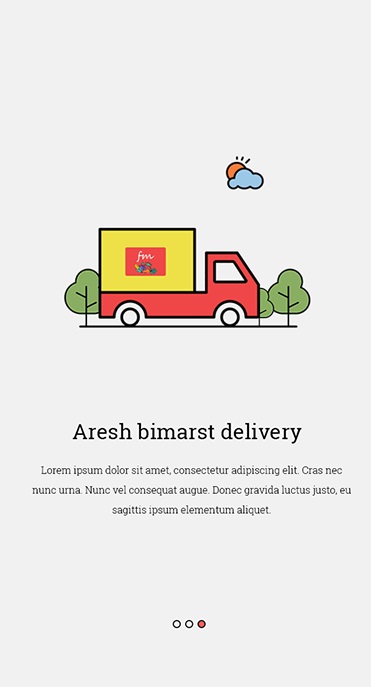 fm
Aresh bimarst delivery
Lorem ipsum dolor sit amet, consectetur adipiscing elit. Cras nec
nunc urna. Nunc vel consequat augue. Donec gravida luctus justo, eu
sagittis ipsum elementum aliquet.